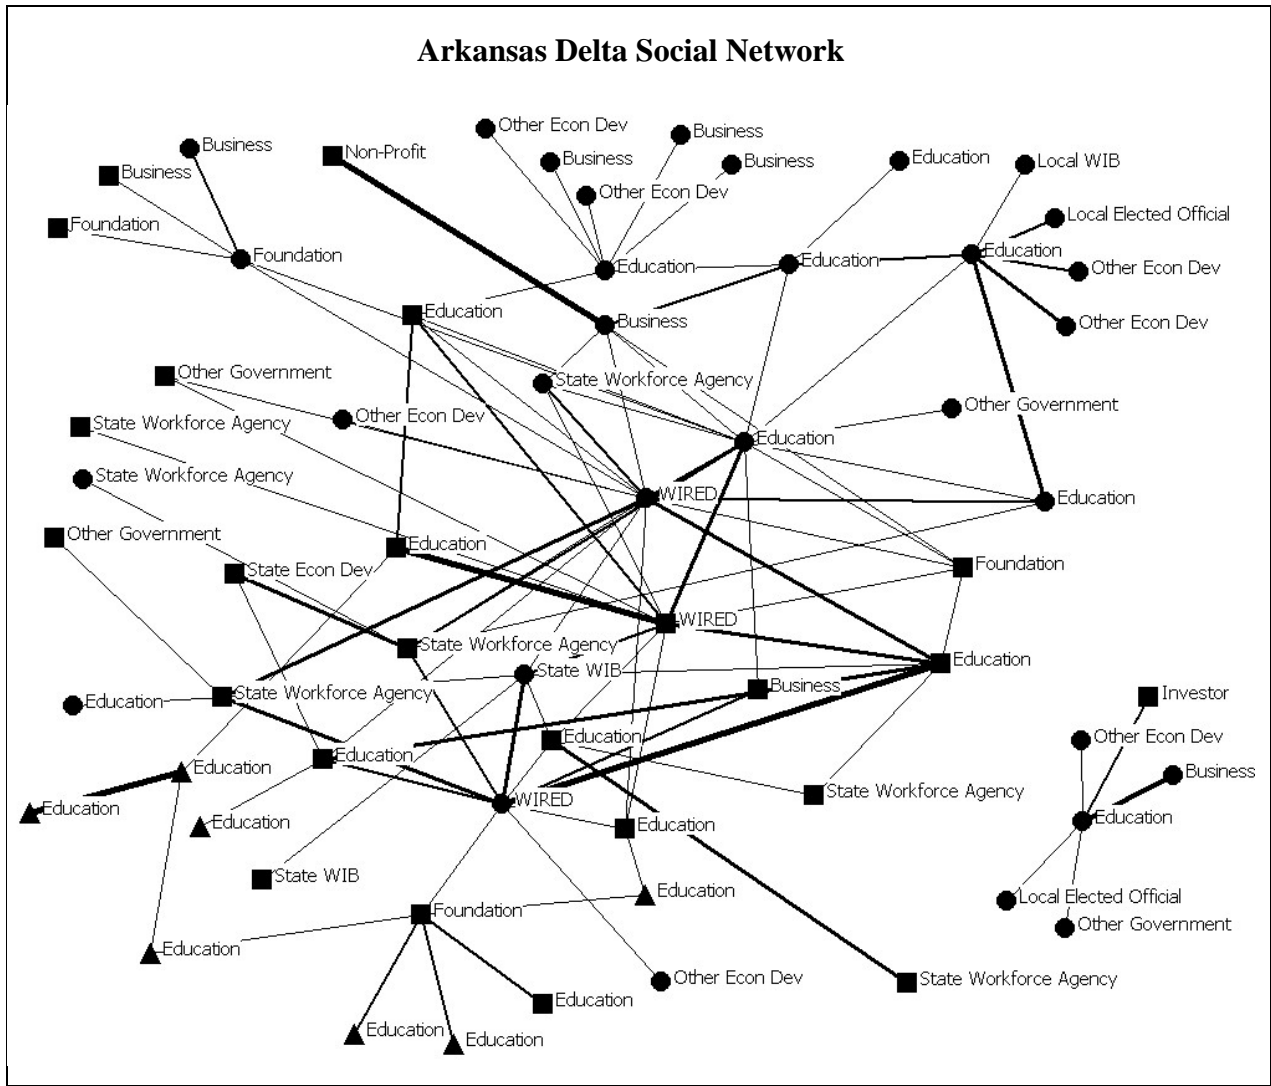 Arkansas Delta Social Network
Other Econ Dev
Business
Business
Non-Profit
Business
Business
Education
Local WIB
Business
Other Econ Dev
Foundation
Local Elected Official
Foundation
Education
Education
Education
Other Econ Dev
Education
Business
Other Econ Dev
Other Government
State Workforce Agency
Other Econ Dev
Other Government
State Workforce Agency
Education
State Workforce Agency
WIRED
Education
Other Government
Education
State Econ Dev
Foundation
WIRED
State Workforce Agency
State WIB
Education
State Workforce Agency
Business
Investor
Education
Education
Other Econ Dev
Education
Education
Business
Education
WIRED
State Workforce Agency
Education
Education
Education
Education
State WIB
Education
Local Elected Official
Foundation
Other Government
Education
Other Econ Dev
State Workforce Agency
Education
Education
Education